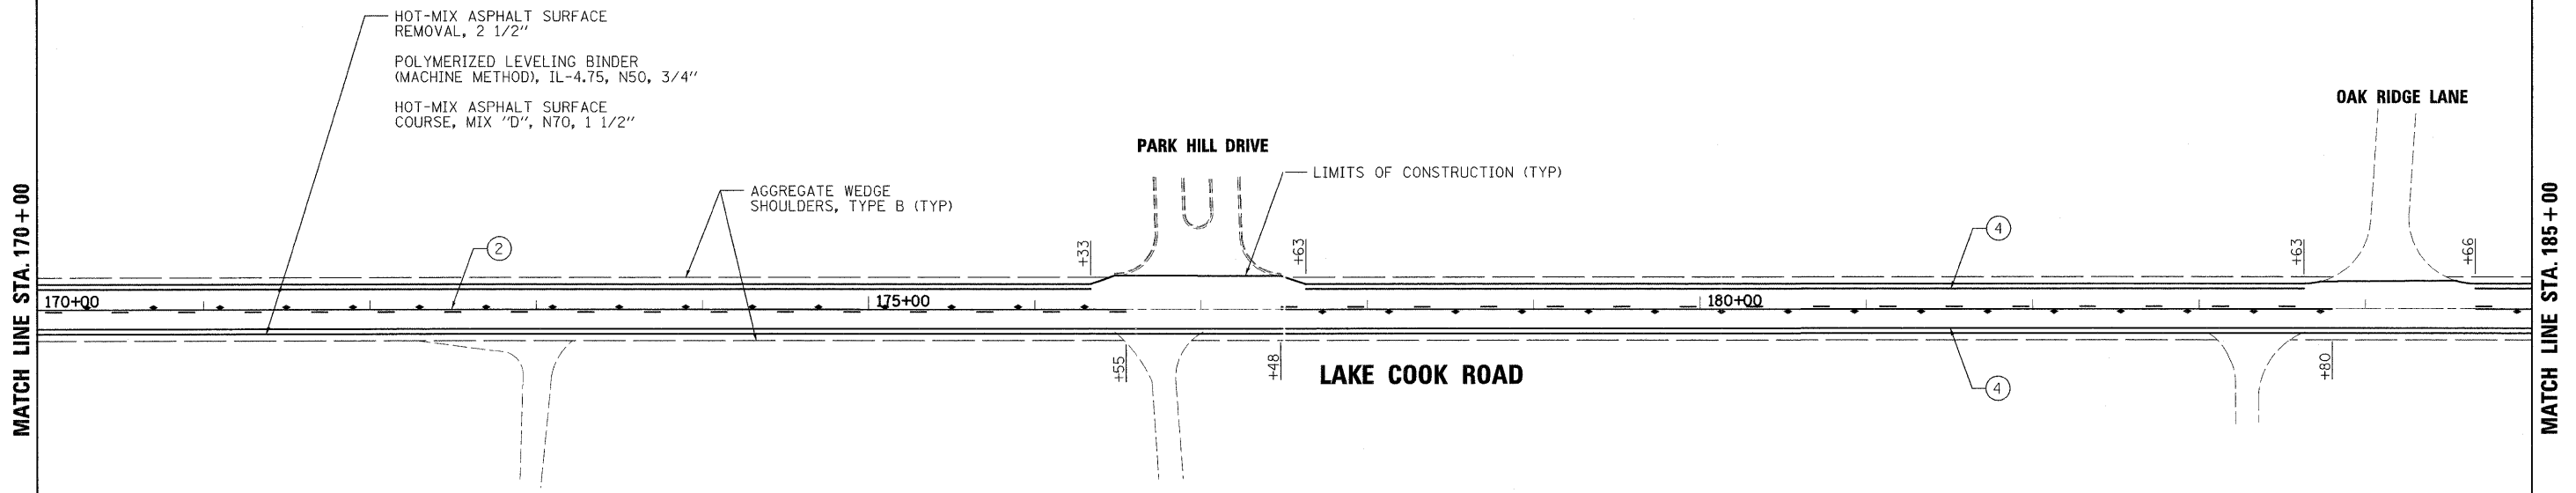 HOT-MIX ASPHALT SURFACE
REMOVAL, 2 1/2"
POLYMERIZED LEVELING BINDER
(MACHINE METHOD), IL-4.75, N50, 3/4"
HOT-MIX ASPHALT SURFACE
COURSE, MIX "D", N70, 1 1/2"
OAK RIDGE LANE
PARK HILL DRIVE
LIMITS OF CONSTRUCTION (TYP)
AGGREGATE WEDGE
SHOULDERS, TYPE B (TYP)
MATCH LINE STA. 170+00
MATCH LINE STA. 185+00
2
+33
+63
4
+63
+66
170+00
175+00
180+00
+55
+48
LAKE COOK ROAD
+80
4